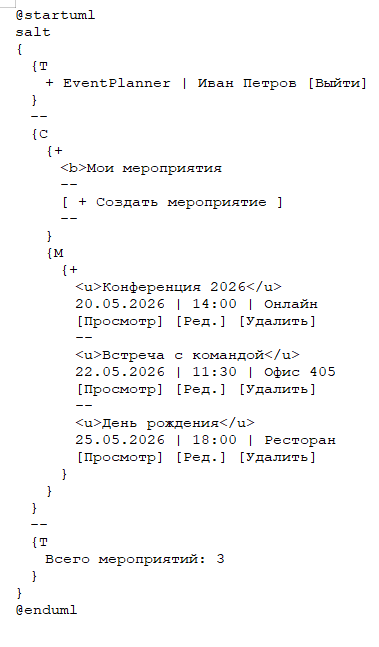 @startuml
salt
{
  {T
    + EventPlanner | Иван Петров [Выйти]
  }
  --
  {C
    {+
      <b>Мои мероприятия
      --
      [ + Создать мероприятие ]
      --
    }
    {M
      {+
        <u>Конференция 2026</u>
        20.05.2026 | 14:00 | Онлайн
        [Просмотр] [Ред.] [Удалить]
        --
        <u>Встреча с командой</u>
        22.05.2026 | 11:30 | Офис 405
        [Просмотр] [Ред.] [Удалить]
        --
        <u>День рождения</u>
        25.05.2026 | 18:00 | Ресторан
        [Просмотр] [Ред.] [Удалить]
      }
    }
  }
  --
  {T
    Всего мероприятий: 3
  }
}
@enduml